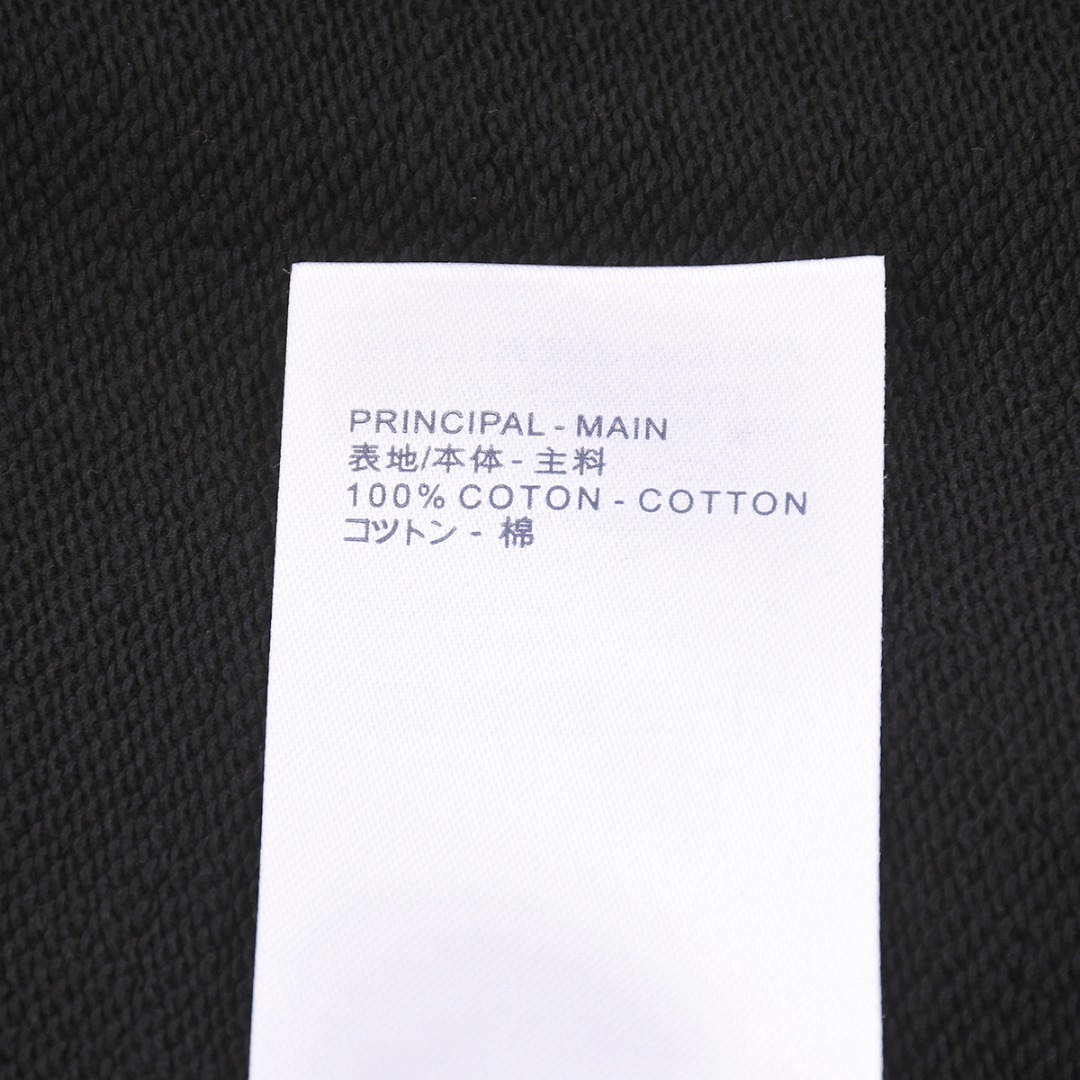 PRINCIPAL - MAIN
表地/本体 - 主料
100% COTON - COTTON
コットン - 棉